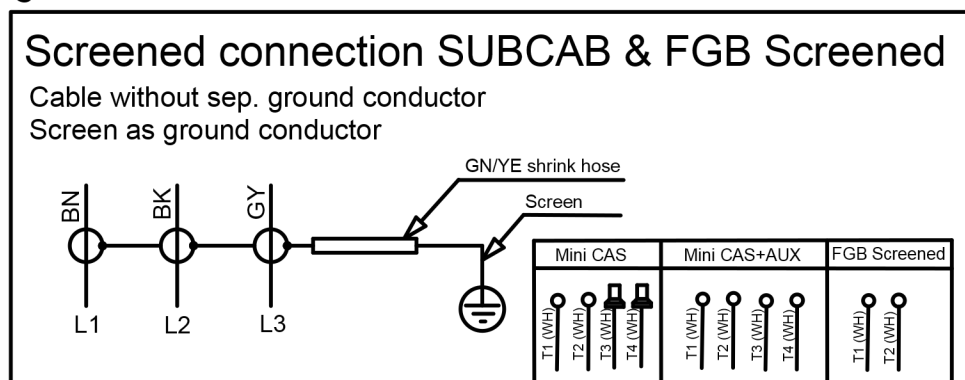 Screened connection SUBCAB & FGB Screened
Cable without sep. ground conductor
Screen as ground conductor
GN/YE shrink hose
Screen
BN
BK
GY
L1
L2
L3
Mini CAS
Mini CAS+AUX
FGB Screened
T1 (WH)
T2 (WH)
T3 (WH)
T4 (WH)
T1 (WH)
T2 (WH)
T3 (WH)
T4 (WH)
T1 (WH)
T2 (WH)